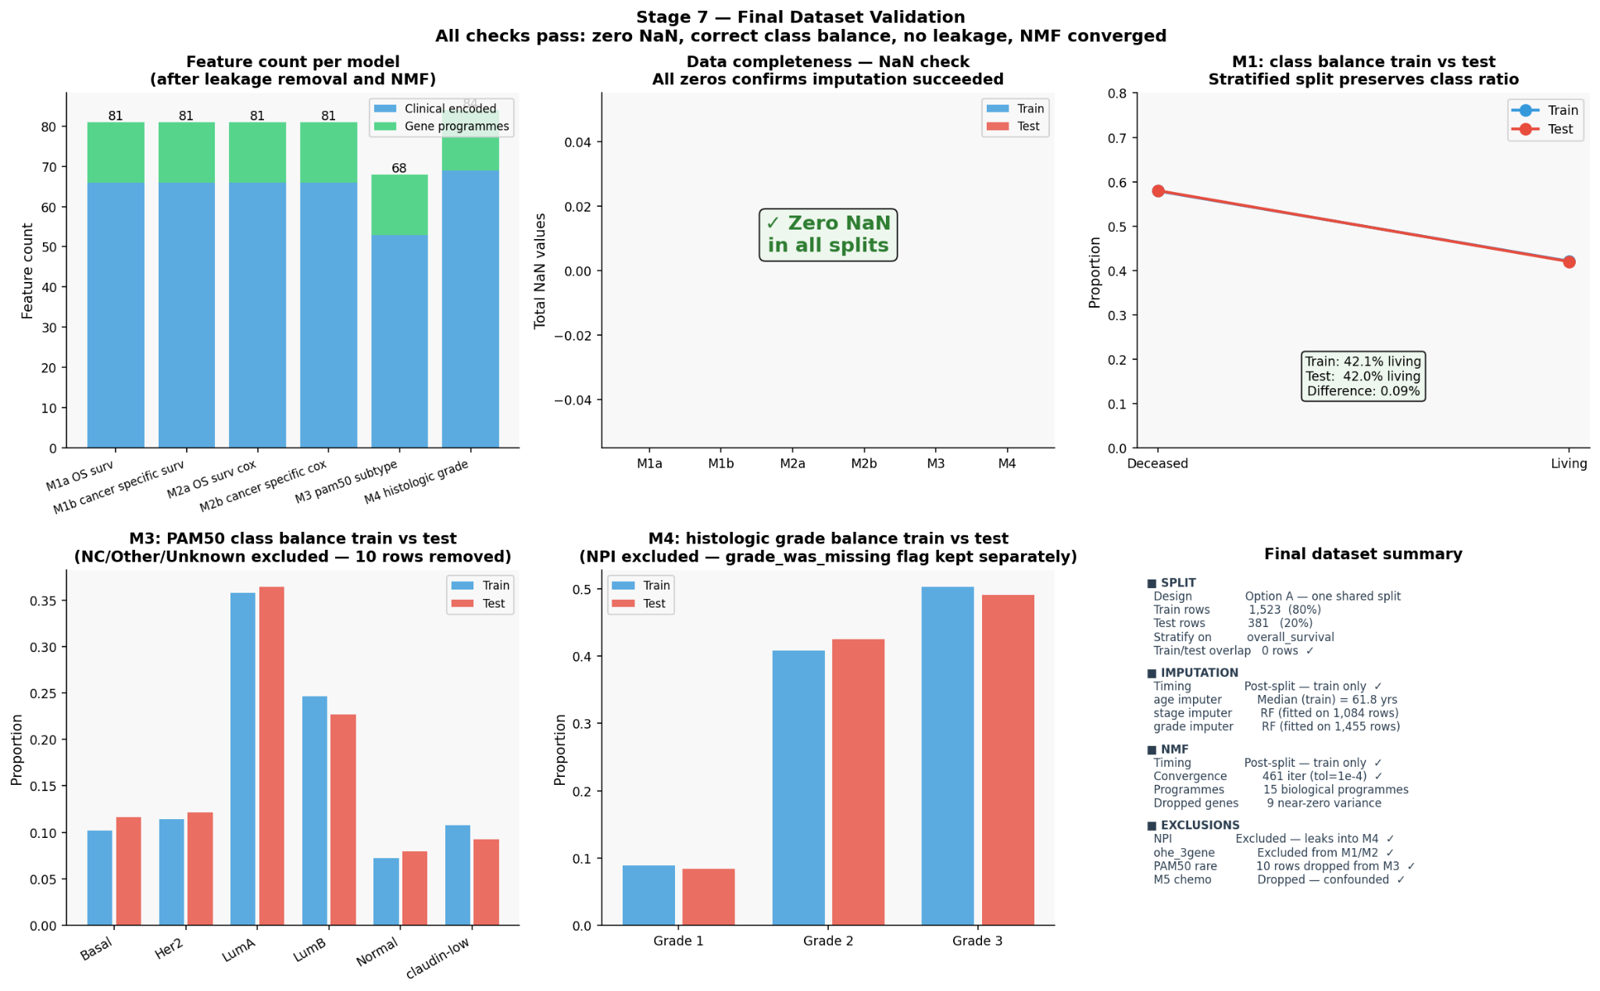 Stage 7 — Final Dataset Validation
All checks pass: zero NaN, correct class balance, no leakage, NMF converged
Feature count per model
(after leakage removal and NMF)
Clinical encoded
Gene programmes
81
81
81
81
68
84
Feature count
80
70
60
50
40
30
20
10
0
M1a OS surv
M1b cancer specific surv
M2a OS surv cox
M2b cancer specific cox
M3 pam50 subtype
M4 histologic grade
Data completeness — NaN check
All zeros confirms imputation succeeded
Train
Test
✓ Zero NaN
in all splits
Total NaN values
0.04
0.02
0.00
−0.02
−0.04
M1a
M1b
M2a
M2b
M3
M4
M1: class balance train vs test
Stratified split preserves class ratio
Train
Test
Train: 42.1% living
Test:  42.0% living
Difference: 0.09%
Proportion
0.8
0.7
0.6
0.5
0.4
0.3
0.2
0.1
0.0
Deceased
Living
M3: PAM50 class balance train vs test
(NC/Other/Unknown excluded — 10 rows removed)
Train
Test
Proportion
0.35
0.30
0.25
0.20
0.15
0.10
0.05
0.00
Basal
Her2
LumA
LumB
Normal
claudin-low
M4: histologic grade balance train vs test
(NPI excluded — grade_was_missing flag kept separately)
Train
Test
Proportion
0.5
0.4
0.3
0.2
0.1
0.0
Grade 1
Grade 2
Grade 3
Final dataset summary
■ SPLIT
Design Option A — one shared split
Train rows 1,523 (80%)
Test rows 381 (20%)
Stratify on overall_survival
Train/test overlap 0 rows ✓
■ IMPUTATION
Timing Post-split — train only ✓
age imputer Median (train) = 61.8 yrs
stage imputer RF (fitted on 1,084 rows)
grade imputer RF (fitted on 1,455 rows)
■ NMF
Timing Post-split — train only ✓
Convergence 461 iter (tol=1e-4) ✓
Programmes 15 biological programmes
Dropped genes 9 near-zero variance
■ EXCLUSIONS
NPI Excluded — leaks into M4 ✓
ohe_3gene Excluded from M1/M2 ✓
PAM50 rare 10 rows dropped from M3 ✓
M5 chemo Dropped — confounded ✓